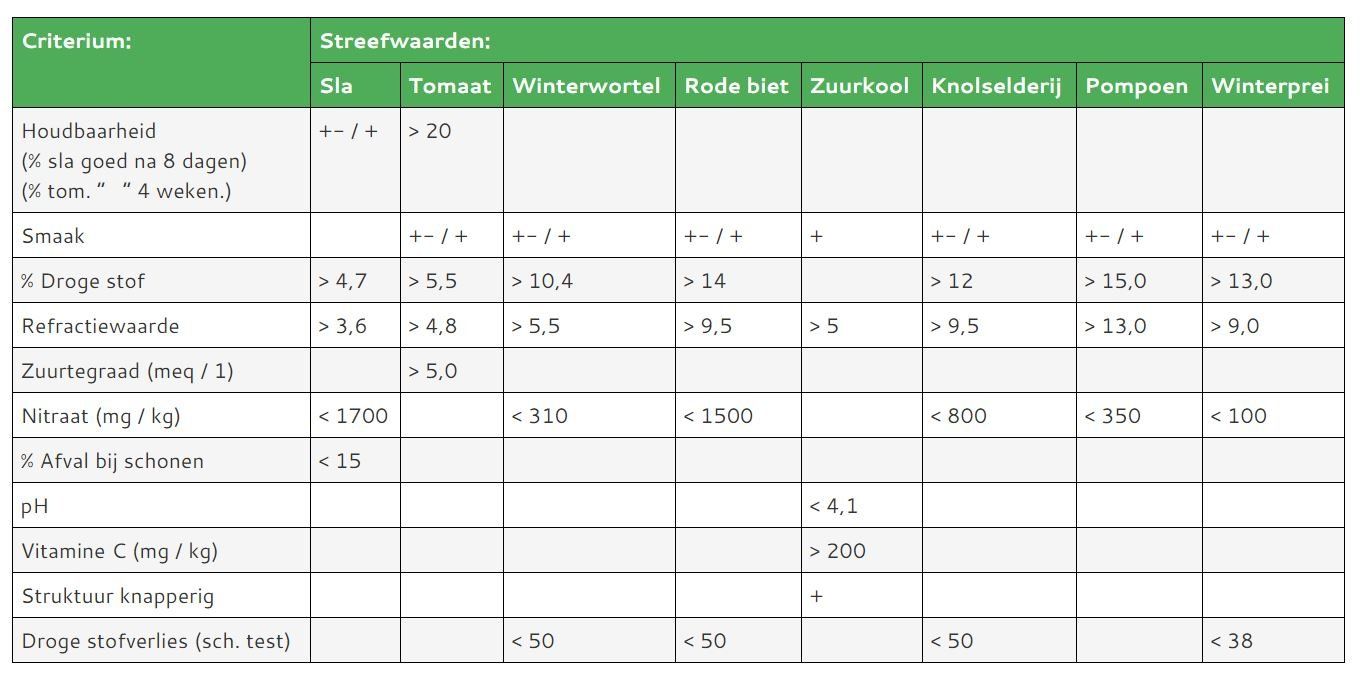 Criterium: Streefwaarden:
Sla Tomaat Winterwortel Rode biet Zuurkool Knolselderij Pompoen Winterprei
Houdbaarheid +- / + > 20
(% sla goed na 8 dagen)
(% tom. “ “ 4 weken.)
Smaak +- / + +- / + +- / + + +- / + +- / + +- / +
% Droge stof > 4,7 > 5,5 > 10,4 > 14 > 12 > 15,0 > 13,0
Refractiewaarde > 3,6 > 4,8 > 5,5 > 9,5 > 5 > 9,5 > 13,0 > 9,0
Zuurtegraad (meq / 1) > 5,0
Nitraat (mg / kg) < 1700 < 310 < 1500 < 800 < 350 < 100
% Afval bij schonen < 15
pH < 4,1
Vitamine C (mg / kg) > 200
Struktuur knapperig +
Droge stofverlies (sch. test) < 50 < 50 < 50 < 38